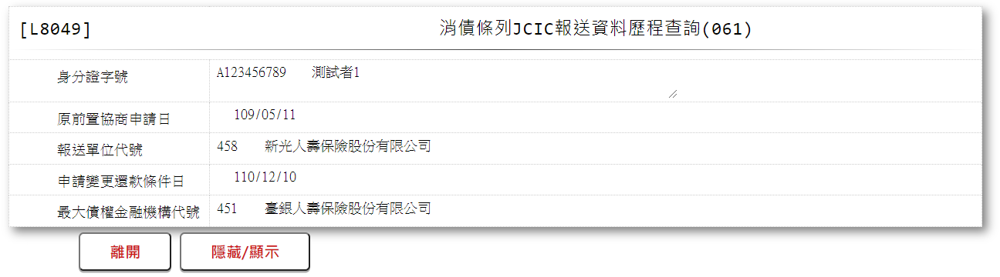 [L8049] 消債條列JCIC報送資料歷程查詢(061)
身分證字號 A123456789 測試者1
原前置協商申請日 109/05/11
報送單位代號 458 新光人壽保險股份有限公司
申請變更還款條件日 110/12/10
最大債權金融機構代號 451 臺銀人壽保險股份有限公司
離開 隱藏/顯示